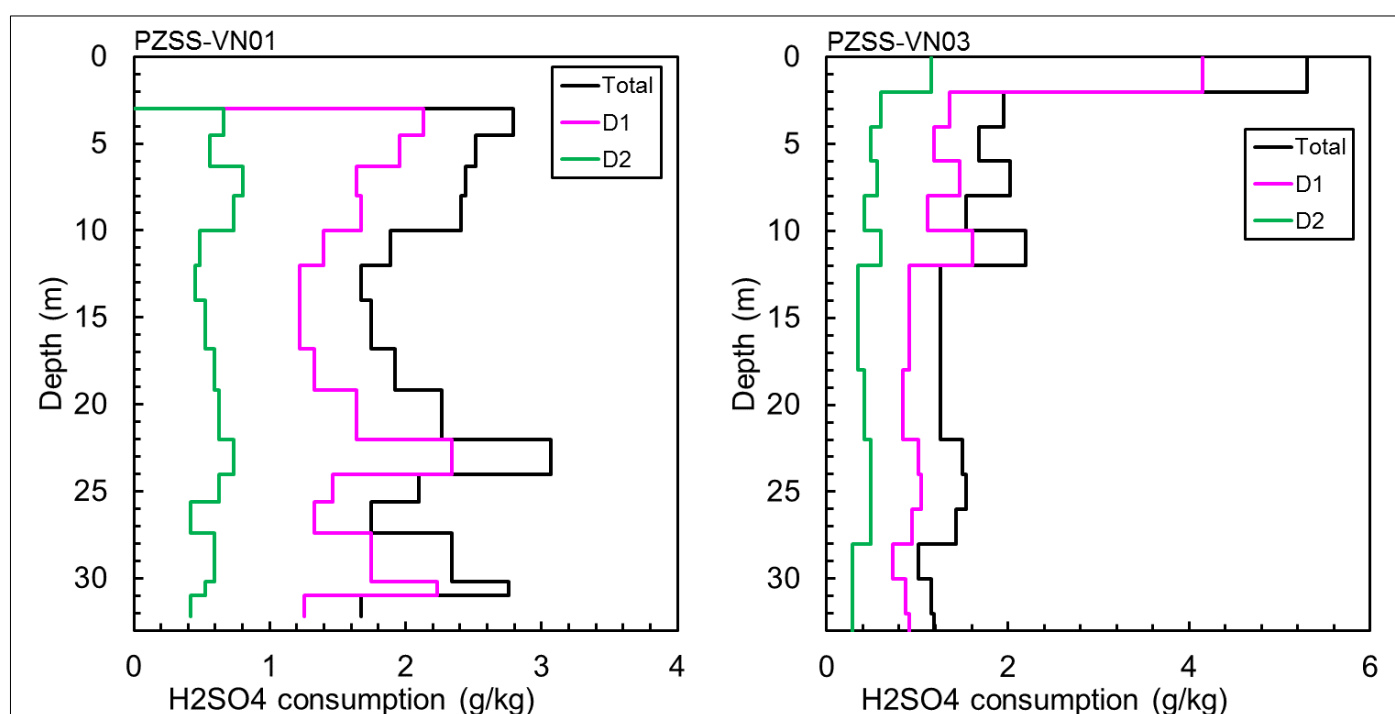 PZSS-VN01
0
5
10
15
20
25
30
Depth (m)
0 1 2 3 4
H2SO4 consumption (g/kg)
Total
D1
D2
PZSS-VN03
0
5
10
15
20
25
30
Depth (m)
0 2 4 6
H2SO4 consumption (g/kg)
Total
D1
D2